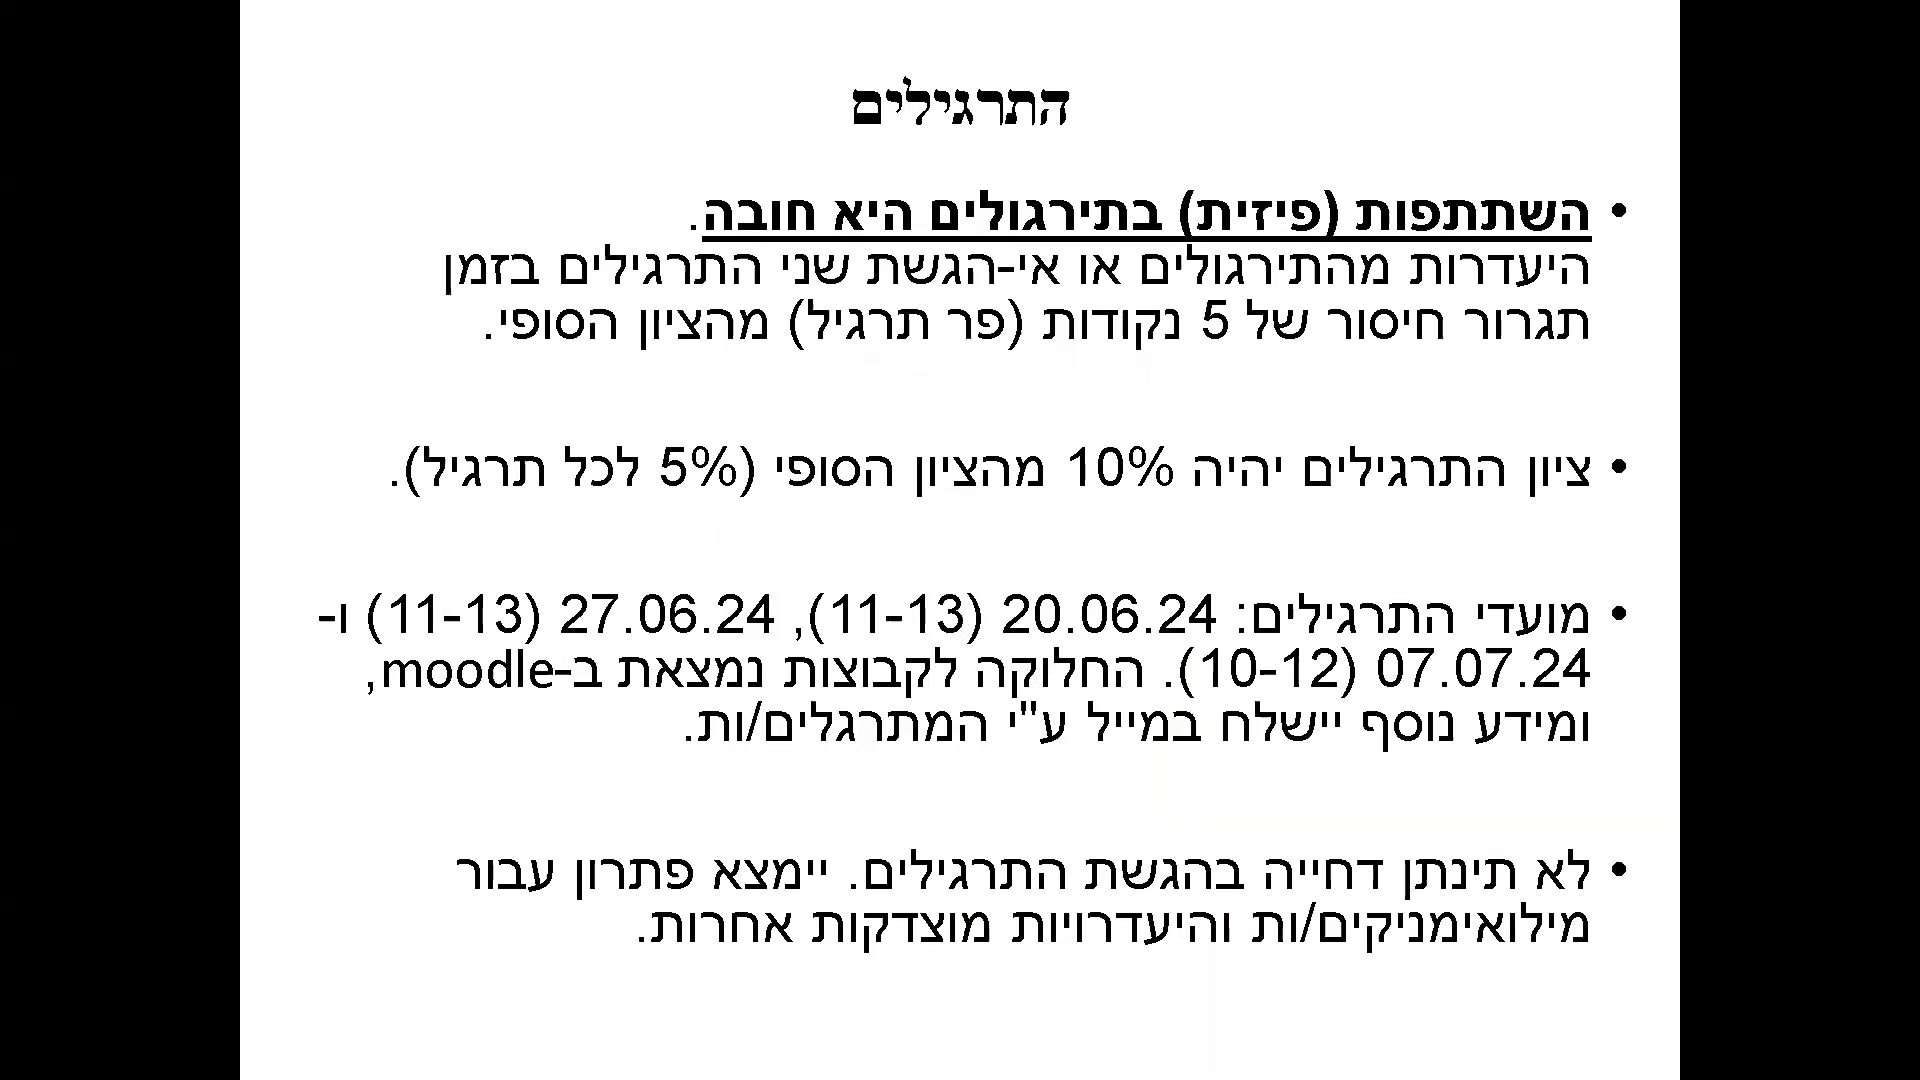 התרגילים
• השתתפות (פיזית) בתירגולים היא חובה.
היעדרות מהתירגולים או אי-הגשת שני התרגילים בזמן
תגרור חיסור של 5 נקודות (פר תרגיל) מהציון הסופי.
• ציון התרגילים יהיה 10% מהציון הסופי (5% לכל תרגיל).
• מועדי התרגילים: 20.06.24 (11-13), 27.06.24 (11-13) ו-
07.07.24 (10-12). החלוקה לקבוצות נמצאת ב-moodle,
ומידע נוסף יישלח במייל ע"י המתרגלים/ות.
• לא תינתן דחייה בהגשת התרגילים. יימצא פתרון עבור
מילואימניקים/ות והיעדרויות מוצדקות אחרות.